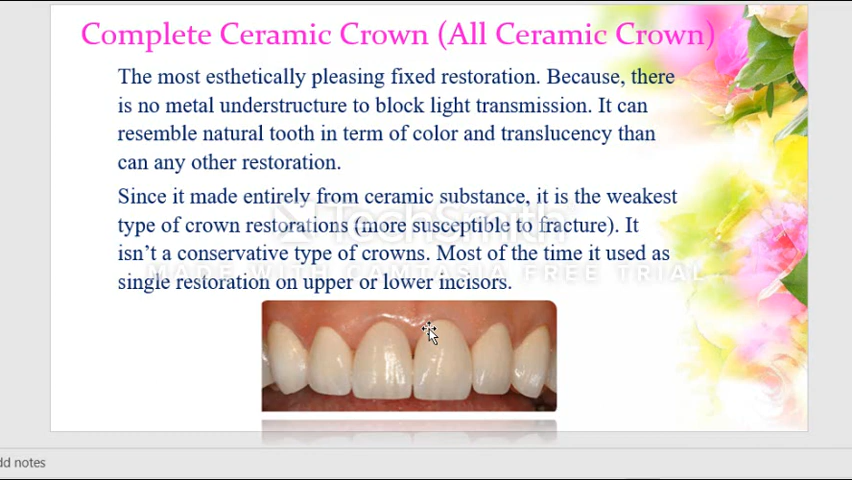 Complete Ceramic Crown (All Ceramic Crown)
The most esthetically pleasing fixed restoration. Because, there
is no metal understructure to block light transmission. It can
resemble natural tooth in term of color and translucency than
can any other restoration.
Since it made entirely from ceramic substance, it is the weakest
type of crown restorations (more susceptible to fracture). It
isn't a conservative type of crowns. Most of the time it used as
single restoration on upper or lower incisors.
TechSmith
MADE WITH CAMTASIA FREE TRIAL
dd notes